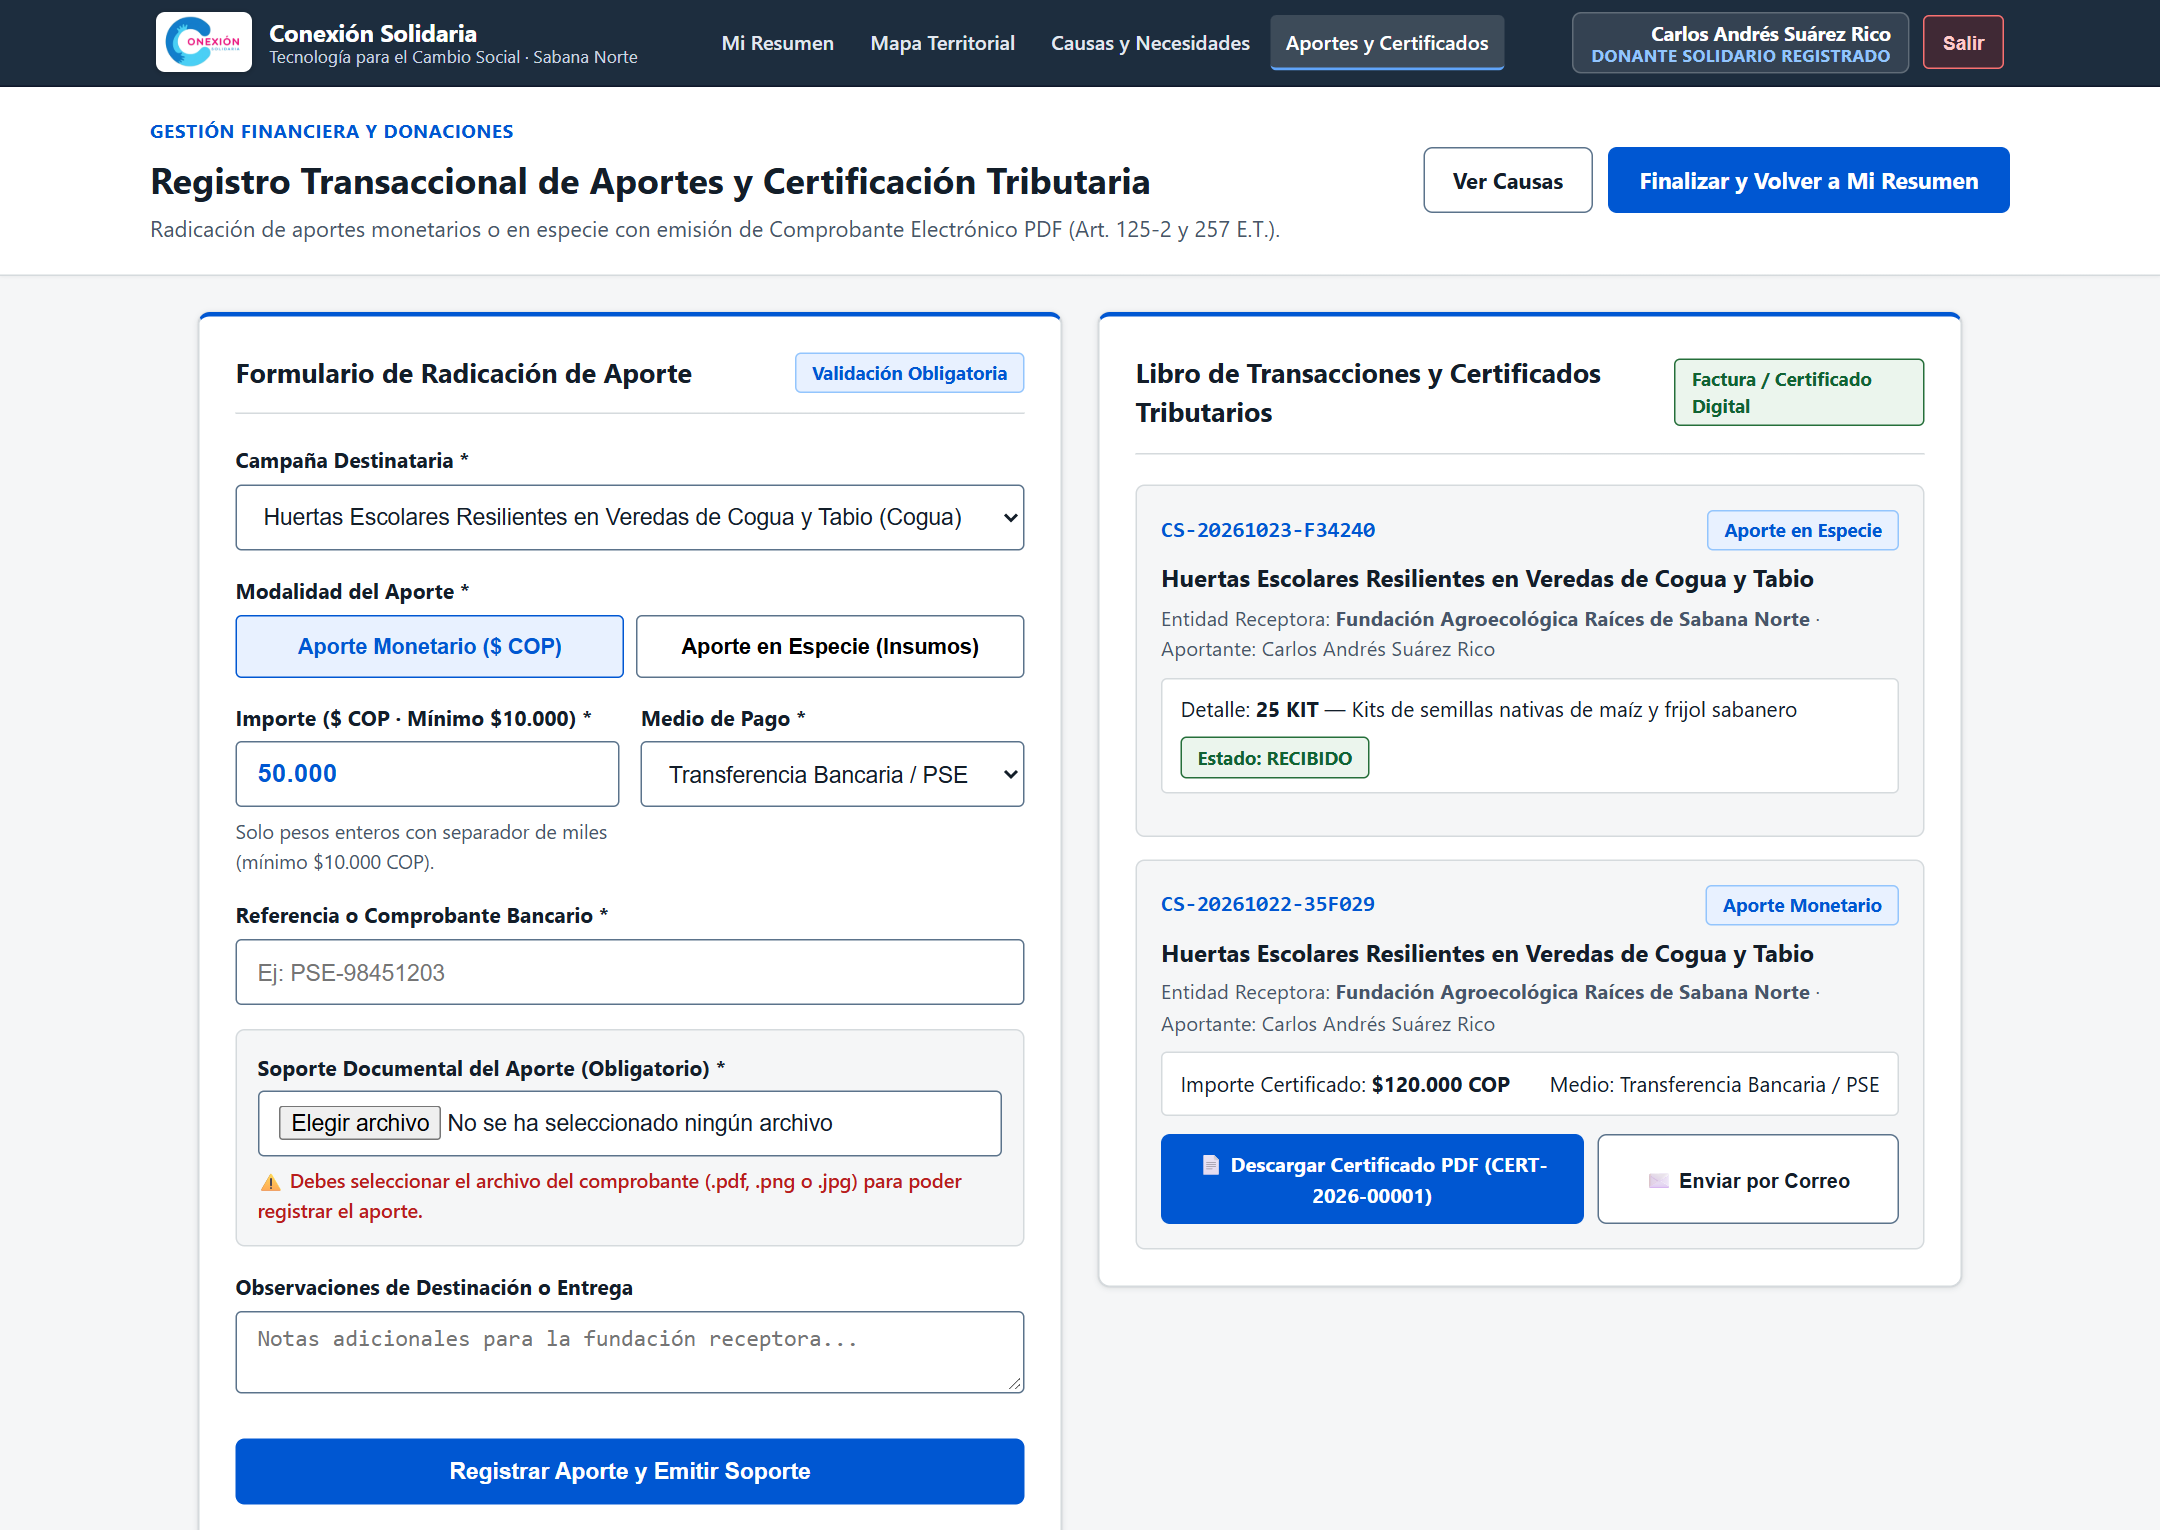 ONEXIÓN
SOLIDARIA
Conexión Solidaria
Tecnología para el Cambio Social · Sabana Norte
Mi Resumen
Mapa Territorial
Causas y Necesidades
Aportes y Certificados
Carlos Andrés Suárez Rico
DONANTE SOLIDARIO REGISTRADO
Salir
GESTIÓN FINANCIERA Y DONACIONES
Registro Transaccional de Aportes y Certificación Tributaria
Radicación de aportes monetarios o en especie con emisión de Comprobante Electrónico PDF (Art. 125-2 y 257 E.T.).
Ver Causas
Finalizar y Volver a Mi Resumen
Formulario de Radicación de Aporte
Validación Obligatoria
Campaña Destinataria *
Huertas Escolares Resilientes en Veredas de Cogua y Tabio (Cogua)
Modalidad del Aporte *
Aporte Monetario ($ COP)
Aporte en Especie (Insumos)
Importe ($ COP · Mínimo $10.000) *
Medio de Pago *
50.000
Transferencia Bancaria / PSE
Solo pesos enteros con separador de miles
(mínimo $10.000 COP).
Referencia o Comprobante Bancario *
Ej: PSE-98451203
Soporte Documental del Aporte (Obligatorio) *
Elegir archivo No se ha seleccionado ningún archivo
⚠️ Debes seleccionar el archivo del comprobante (.pdf, .png o .jpg) para poder
registrar el aporte.
Observaciones de Destinación o Entrega
Notas adicionales para la fundación receptora...
Registrar Aporte y Emitir Soporte
Libro de Transacciones y Certificados
Tributarios
Factura / Certificado
Digital
CS-20261023-F34240
Aporte en Especie
Huertas Escolares Resilientes en Veredas de Cogua y Tabio
Entidad Receptora: Fundación Agroecológica Raíces de Sabana Norte ·
Aportante: Carlos Andrés Suárez Rico
Detalle: 25 KIT — Kits de semillas nativas de maíz y frijol sabanero
Estado: RECIBIDO
CS-20261022-35F029
Aporte Monetario
Huertas Escolares Resilientes en Veredas de Cogua y Tabio
Entidad Receptora: Fundación Agroecológica Raíces de Sabana Norte ·
Aportante: Carlos Andrés Suárez Rico
Importe Certificado: $120.000 COP
Medio: Transferencia Bancaria / PSE
Descargar Certificado PDF (CERT-
2026-00001)
Enviar por Correo